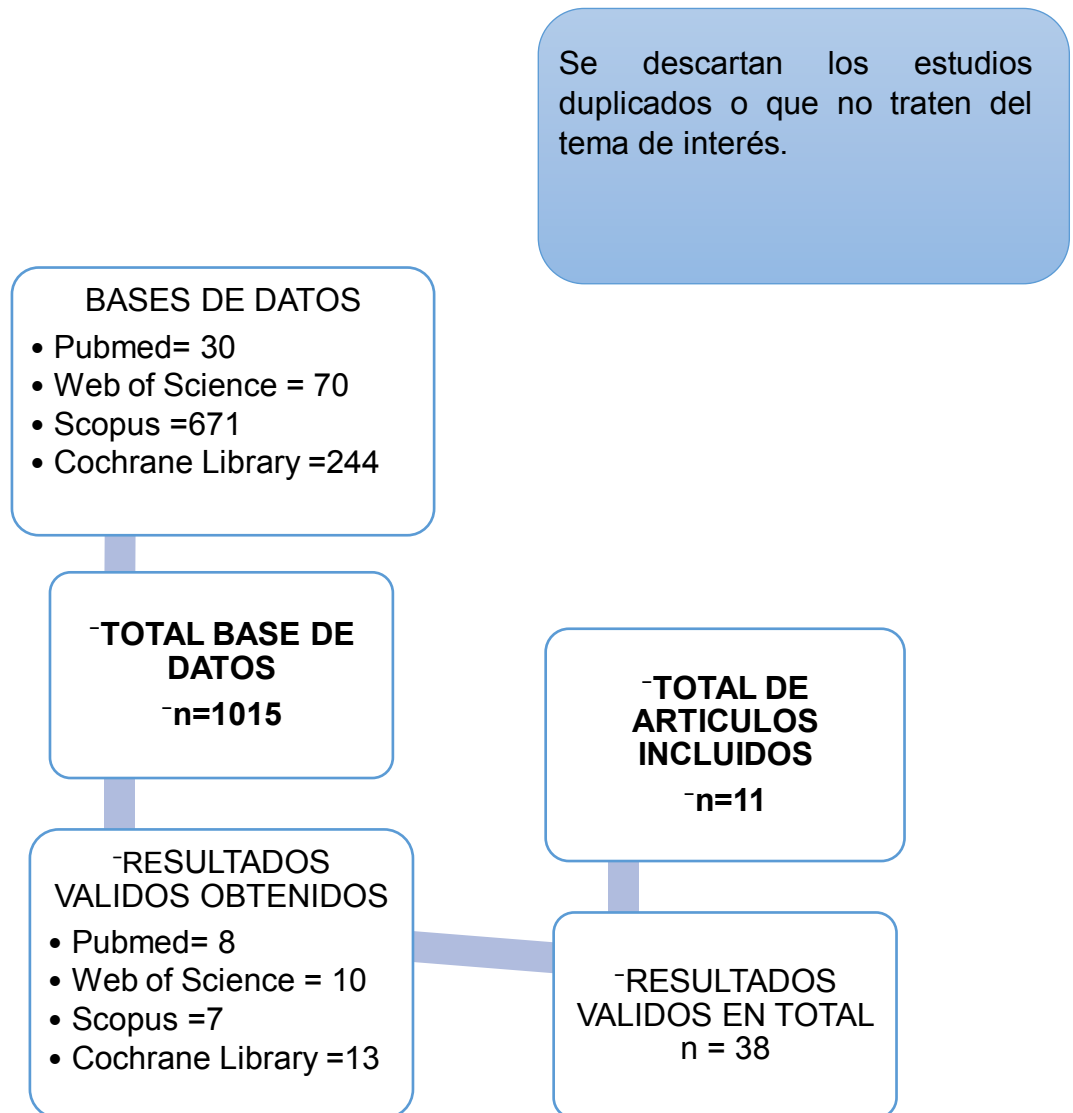 Se descartan los estudios
duplicados o que no traten del
tema de interés.
BASES DE DATOS
• Pubmed= 30
• Web of Science = 70
• Scopus =671
• Cochrane Library =244
⁻TOTAL BASE DE
DATOS
⁻n=1015
⁻RESULTADOS
VALIDOS OBTENIDOS
• Pubmed= 8
• Web of Science = 10
• Scopus =7
• Cochrane Library =13
⁻RESULTADOS
VALIDOS EN TOTAL
n = 38
⁻TOTAL DE
ARTICULOS
INCLUIDOS
⁻n=11